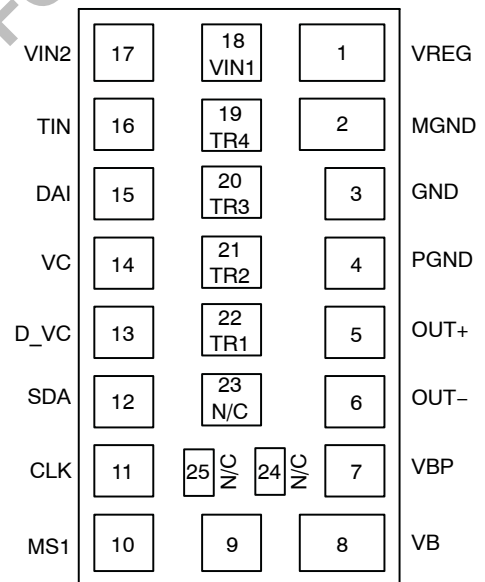 VIN2 17 18 VIN1 1 VREG
TIN 16 19 TR4 2 MGND
DAI 15 20 TR3 3 GND
VC 14 21 TR2 4 PGND
D_VC 13 22 TR1 5 OUT+
SDA 12 23 N/C 6 OUT−
CLK 11 25 N/C 24 N/C 7 VBP
MS1 10 9 8 VB